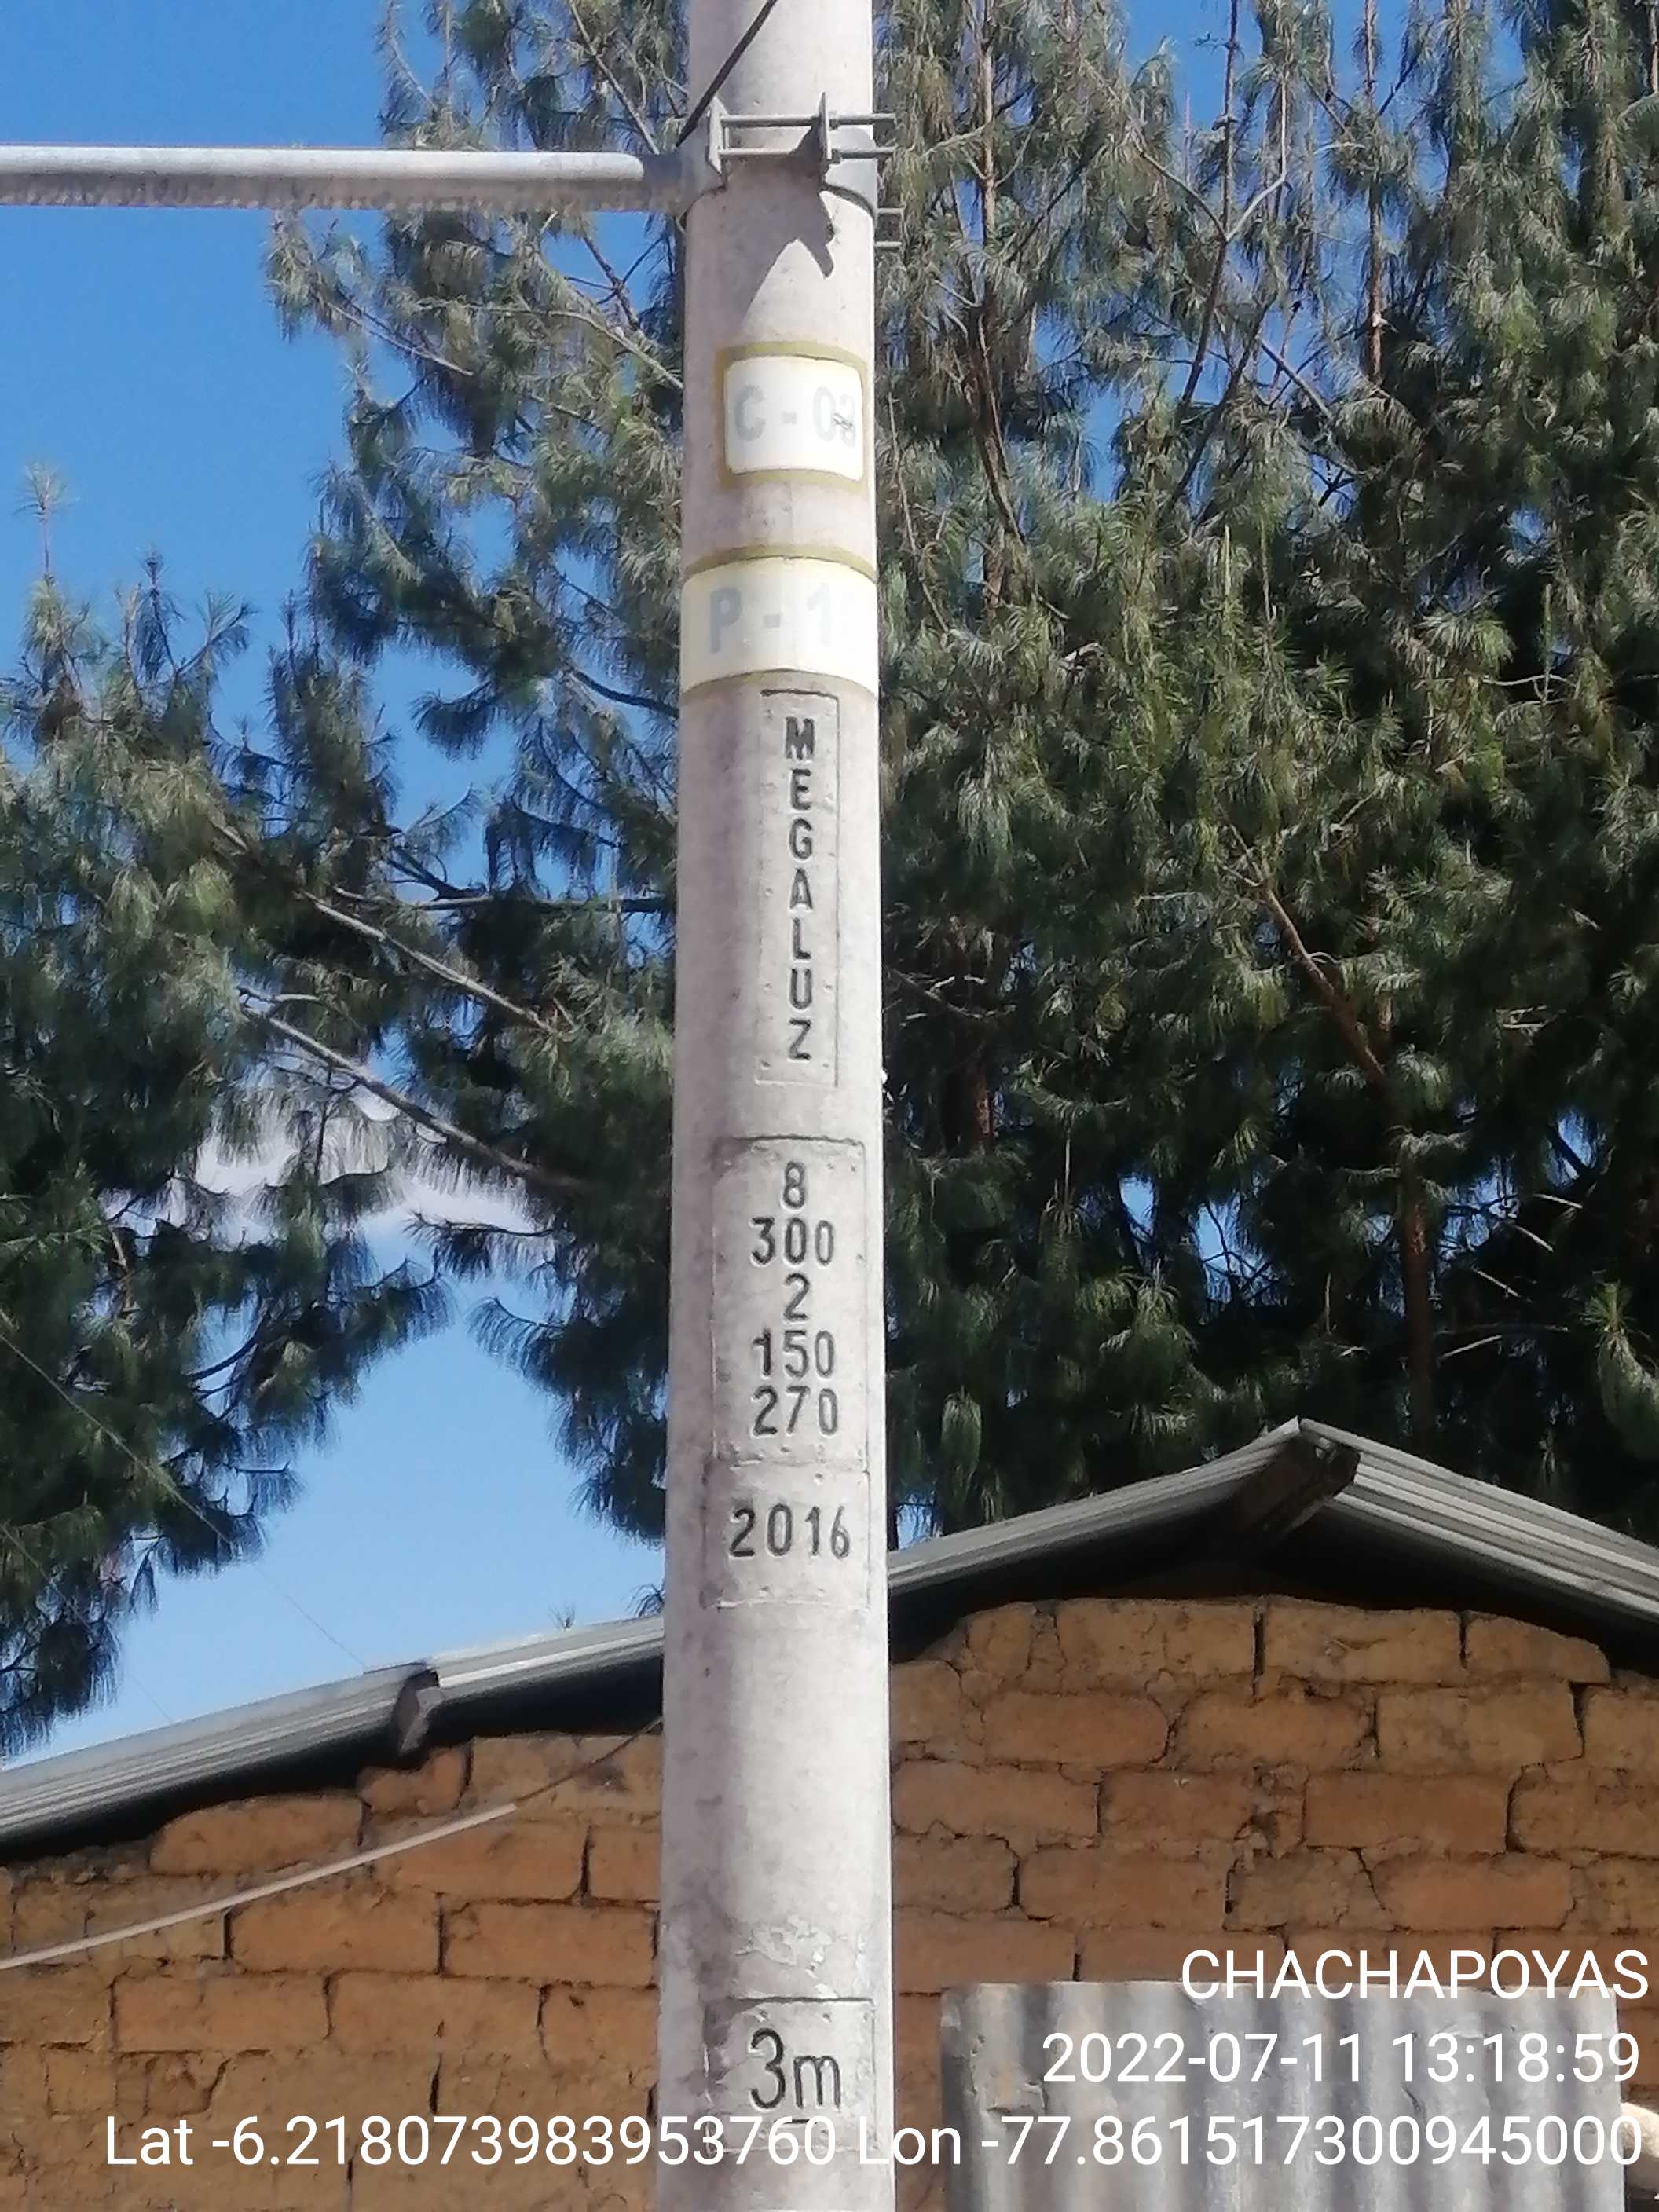 C - 03
P - 1
MEGALUZ
8
300
2
150
270
2016
3m
CHACHAPOYAS
2022-07-11 13:18:59
Lat -6.218073983953760 Lon -77.861517300945000